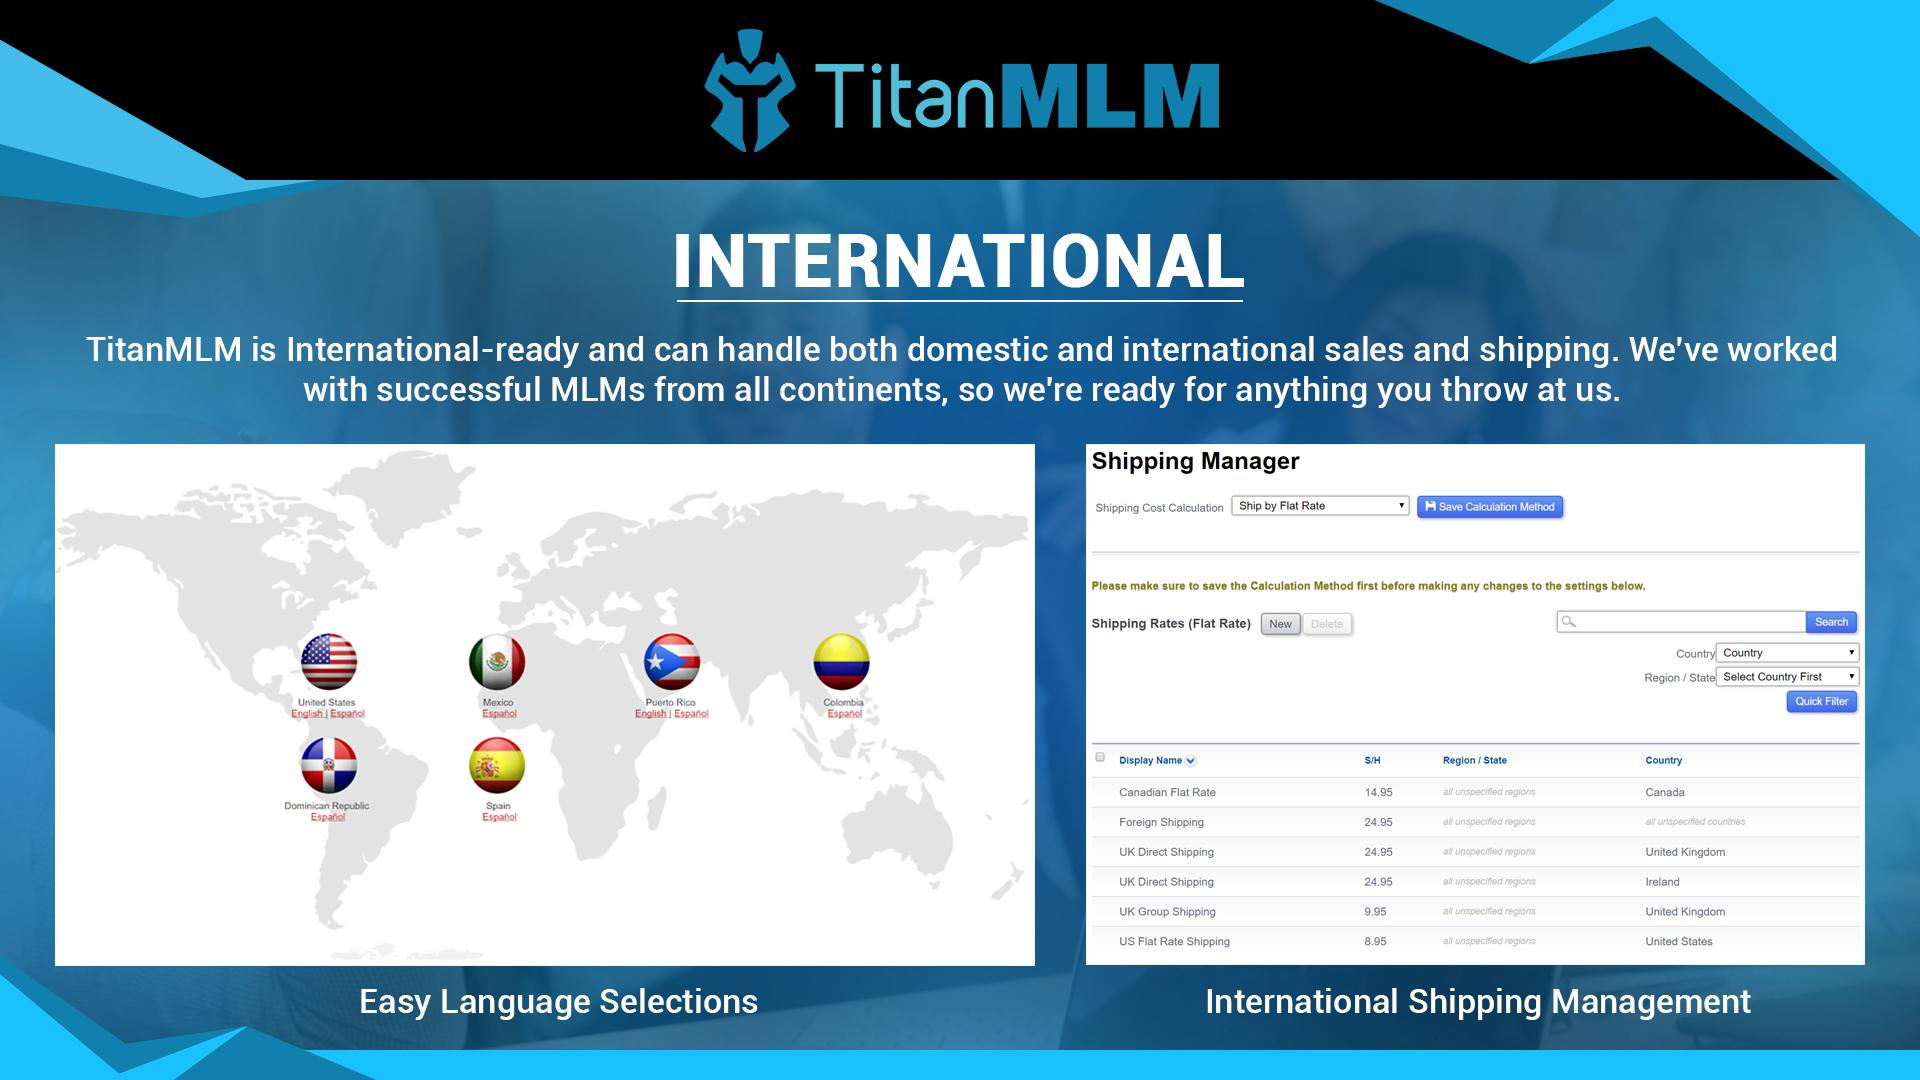 TitanMLM
INTERNATIONAL
TitanMLM is International-ready and can handle both domestic and international sales and shipping. We've worked
with successful MLMs from all continents, so we're ready for anything you throw at us.
United States
English | Español
Mexico
Español
Puerto Rico
English | Español
Colombia
Español
Dominican Republic
Español
Spain
Español
Easy Language Selections
Shipping Manager
Shipping Cost Calculation Ship by Flat Rate Save Calculation Method
Please make sure to save the Calculation Method first before making any changes to the settings below.
Shipping Rates (Flat Rate) New Delete Search
Country Country
Region / State Select Country First
Quick Filter
Display Name S/H Region / State Country
Canadian Flat Rate 14.95 all unspecified regions Canada
Foreign Shipping 24.95 all unspecified regions all unspecified countries
UK Direct Shipping 24.95 all unspecified regions United Kingdom
UK Direct Shipping 24.95 all unspecified regions Ireland
UK Group Shipping 9.95 all unspecified regions United Kingdom
US Flat Rate Shipping 8.95 all unspecified regions United States
International Shipping Management